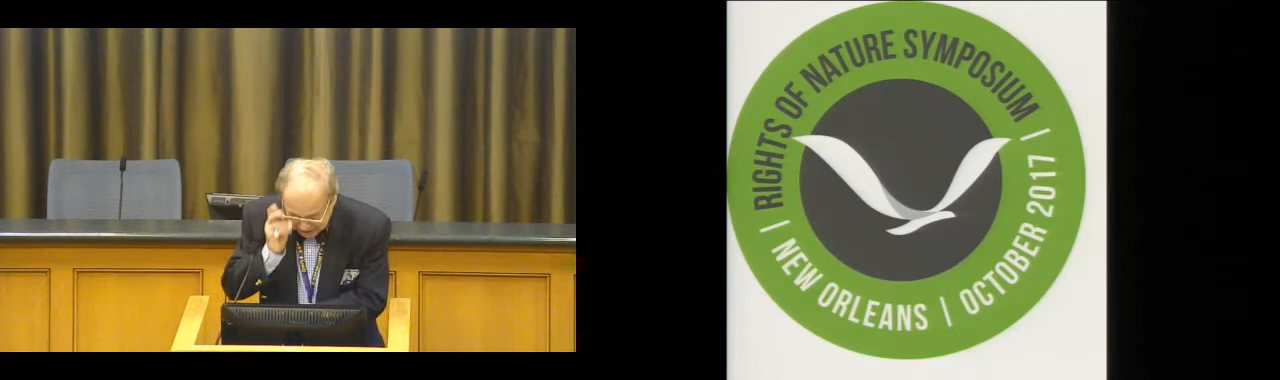 RIGHTS OF NATURE SYMPOSIUM
| NEW ORLEANS | OCTOBER 2017 |